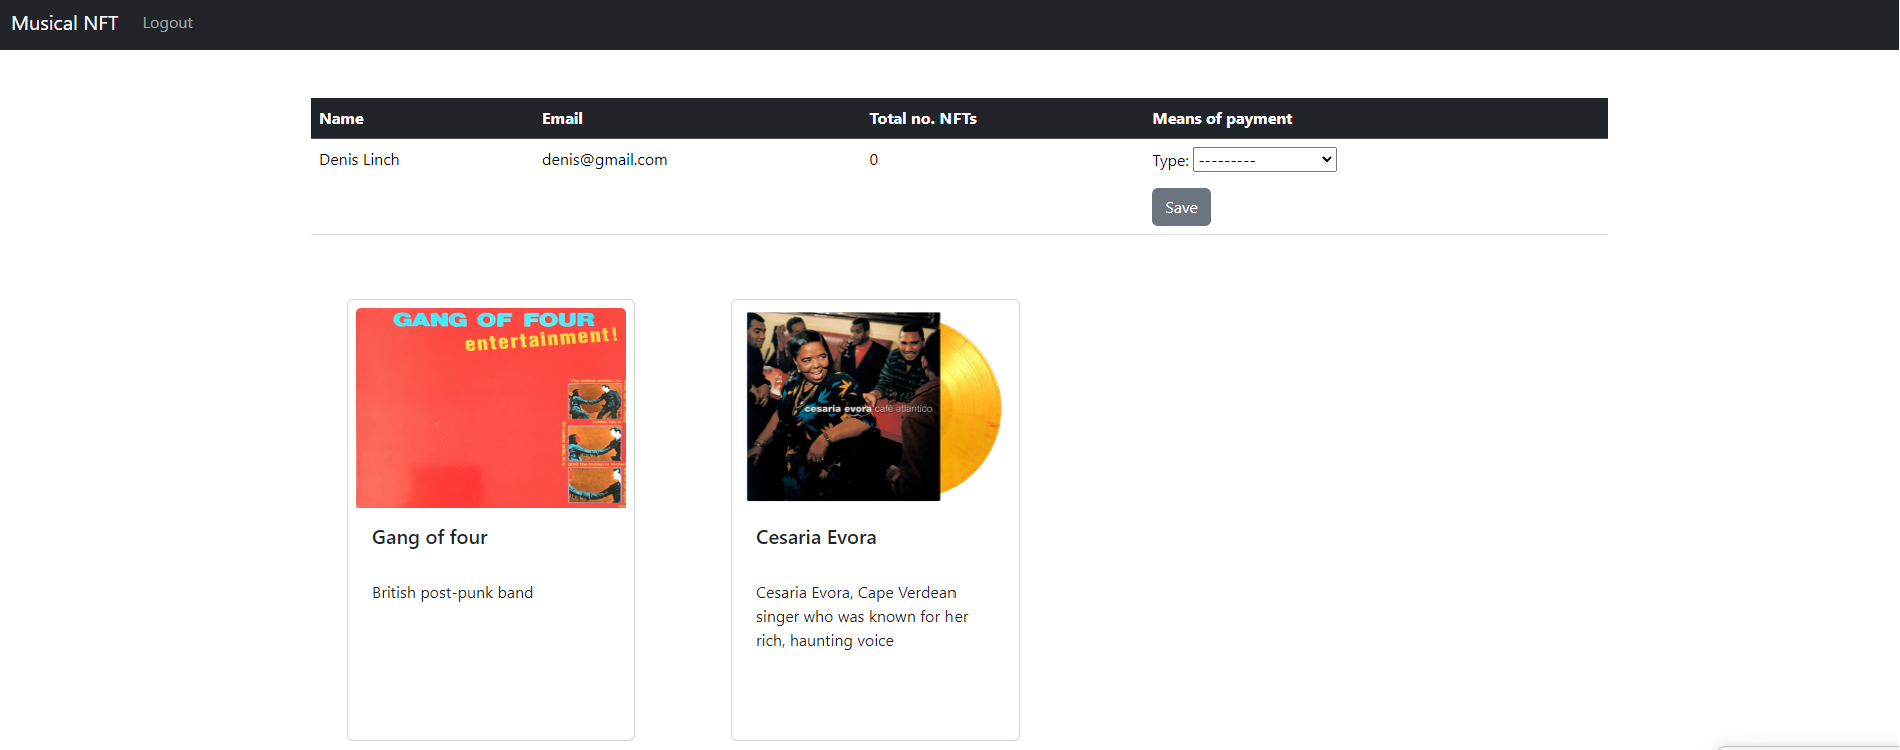 Musical NFT Logout
Name Email Total no. NFTs Means of payment
Denis Linch denis@gmail.com 0 Type: ---------
Save
GANG OF FOUR
entertainment!
cesaria evora café atlantico
Gang of four
Cesaria Evora
British post-punk band
Cesaria Evora, Cape Verdean
singer who was known for her
rich, haunting voice